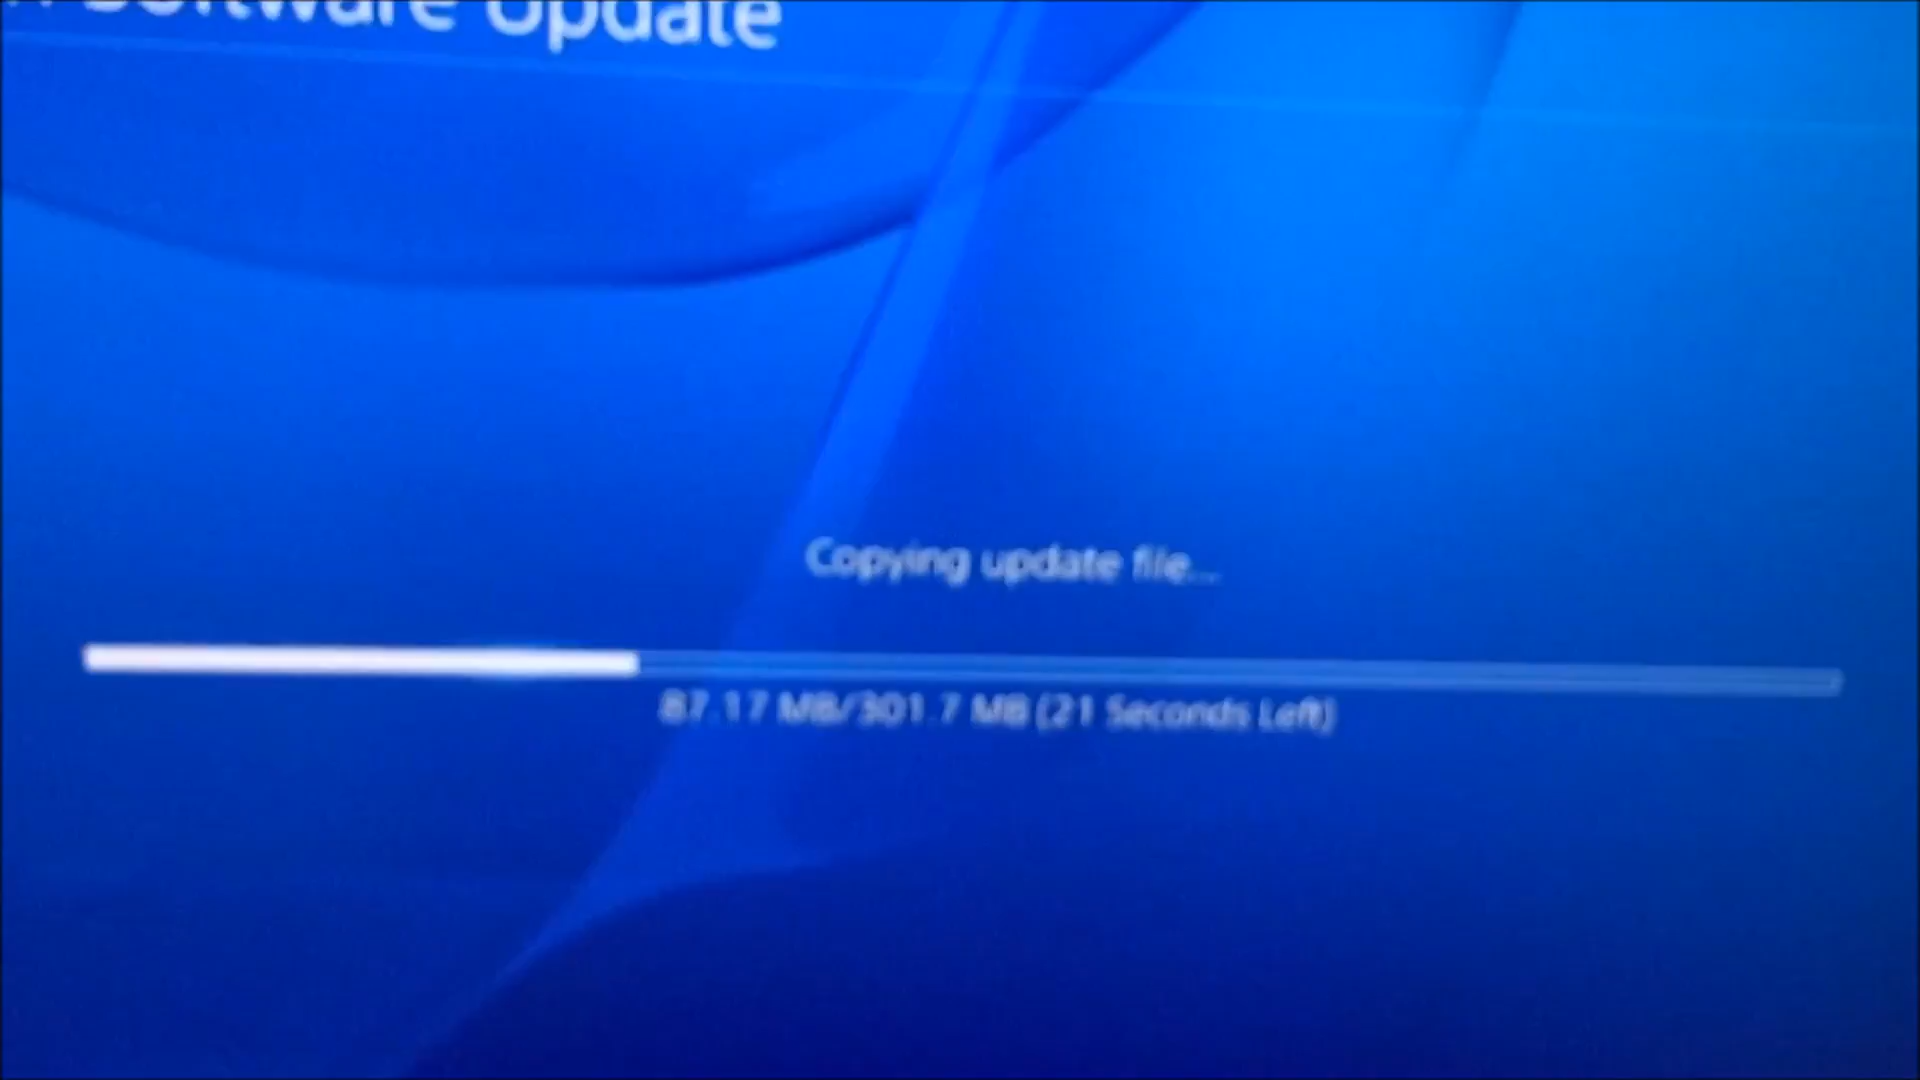 Software Update
Copying update file...
87.17 MB/301.7 MB (21 Seconds Left)